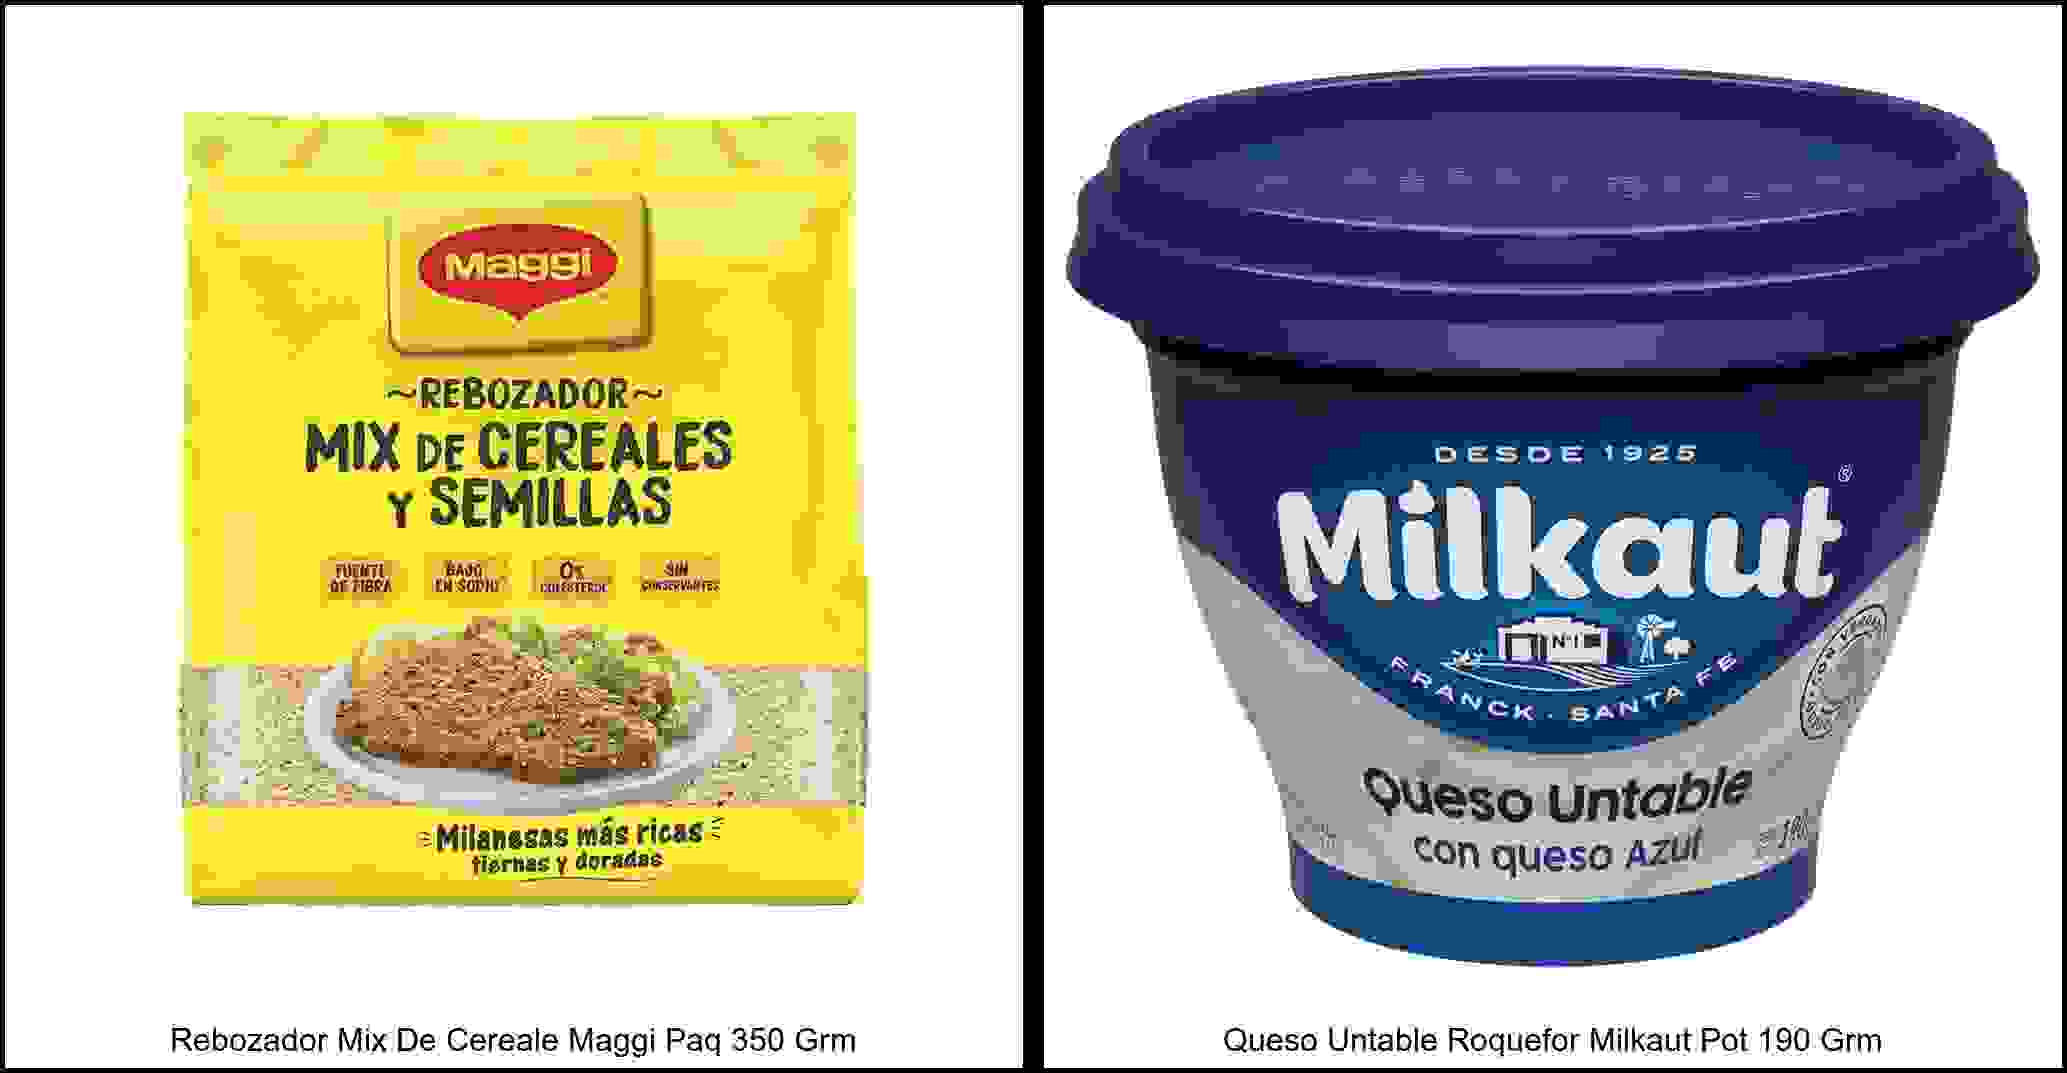 Maggi
~REBOZADOR~
MIX DE CEREALES
Y SEMILLAS
FUENTE
DE FIBRA
BAJO
EN SODIO
0%
COLESTEROL
SIN
CONSERVANTES
Milanesas más ricas
tiernas y doradas
Rebozador Mix De Cereale Maggi Paq 350 Grm
DESDE 1925
Milkaut
Nº1
FRANCK · SANTA FE
Queso Untable
con queso Azul
190
Queso Untable Roquefor Milkaut Pot 190 Grm